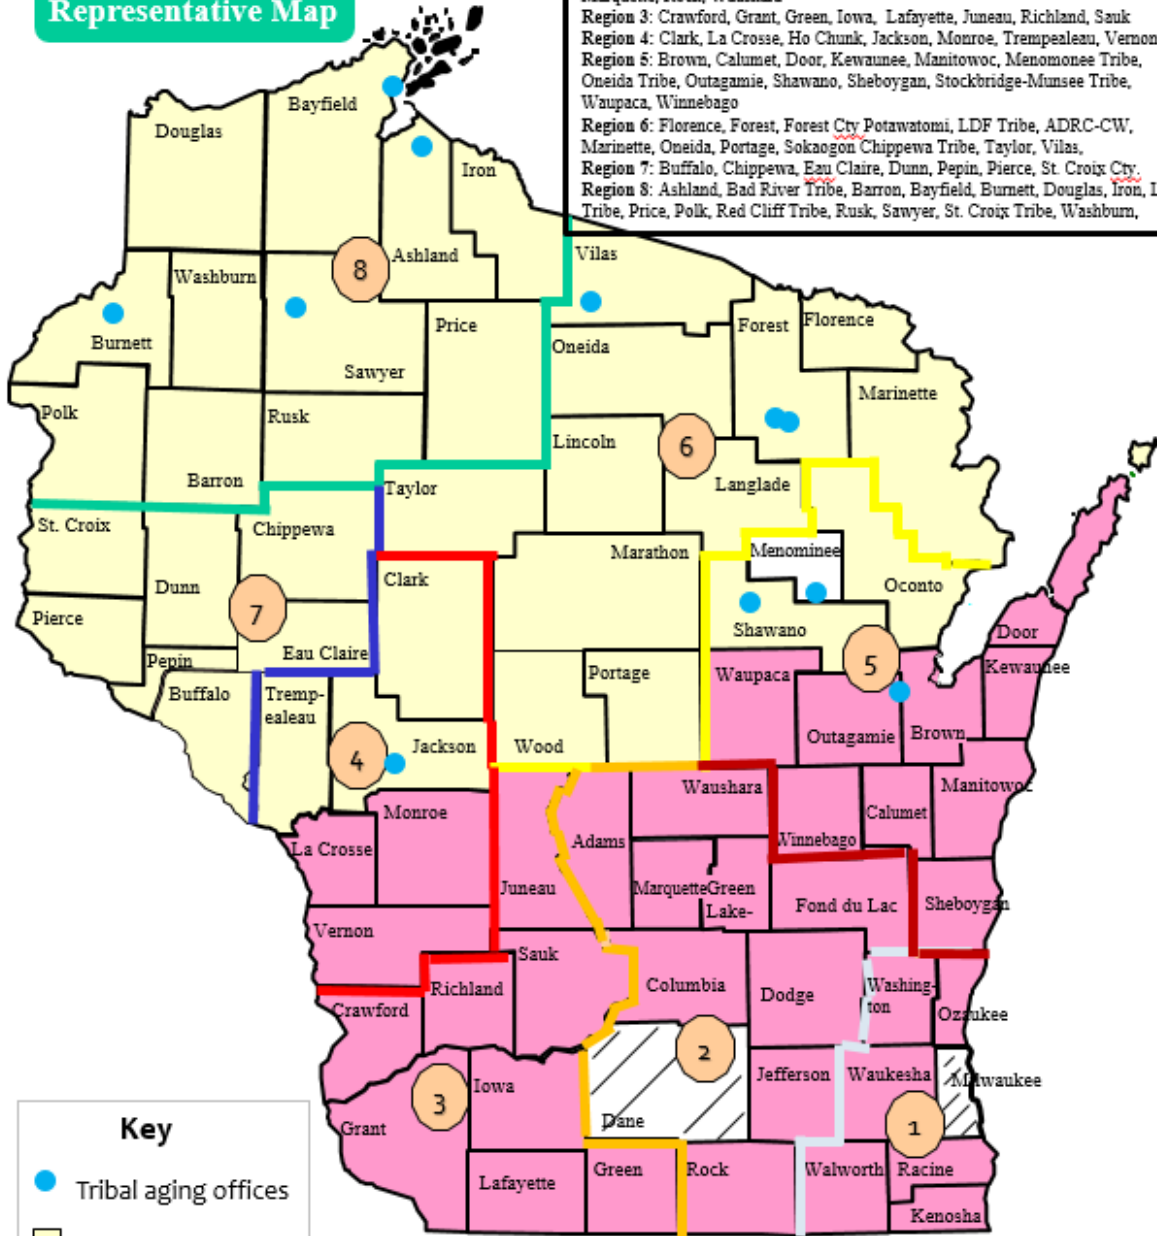 Representative Map
Region 3: Crawford, Grant, Green, Iowa, Lafayette, Juneau, Richland, Sauk
Region 4: Clark, La Crosse, Ho Chunk, Jackson, Monroe, Trempealeau, Vernon
Region 5: Brown, Calumet, Door, Kewaunee, Manitowoc, Menomonee Tribe,
Oneida Tribe, Outagamie, Shawano, Sheboygan, Stockbridge-Munsee Tribe,
Waupaca, Winnebago
Region 6: Florence, Forest, Forest Cty Potawatomi, LDF Tribe, ADRC-CW,
Marinette, Oneida, Portage, Sokaogon Chippewa Tribe, Taylor, Vilas,
Region 7: Buffalo, Chippewa, Eau Claire, Dunn, Pepin, Pierce, St. Croix Cty.
Region 8: Ashland, Bad River Tribe, Barron, Bayfield, Burnett, Douglas, Iron, L
Tribe, Price, Polk, Red Cliff Tribe, Rusk, Sawyer, St. Croix Tribe, Washburn,
Bayfield
Douglas
Iron
Ashland
Vilas
8
Washburn
Burnett
Price
Sawyer
Oneida
Forest
Florence
Marinette
Polk
Rusk
Barron
Lincoln
6
Langlade
Taylor
St. Croix
Chippewa
Marathon
Menominee
Clark
Dunn
Oconto
7
Pierce
Shawano
Door
Eau Claire
Pepin
Portage
Waupaca
5
Kewaunee
Buffalo
Tremp-
ealeau
4
Jackson
Wood
Outagamie
Brown
Waushara
Manitowoc
Monroe
Calumet
Adams
Winnebago
La Crosse
Juneau
Marquette
Green
Lake-
Fond du Lac
Sheboygan
Vernon
Sauk
Richland
Columbia
Dodge
Washing-
ton
Crawford
Ozaukee
2
Jefferson
Waukesha
Milwaukee
Iowa
3
Dane
1
Grant
Key
Green
Rock
Walworth
Racine
Lafayette
Tribal aging offices
Kenosha